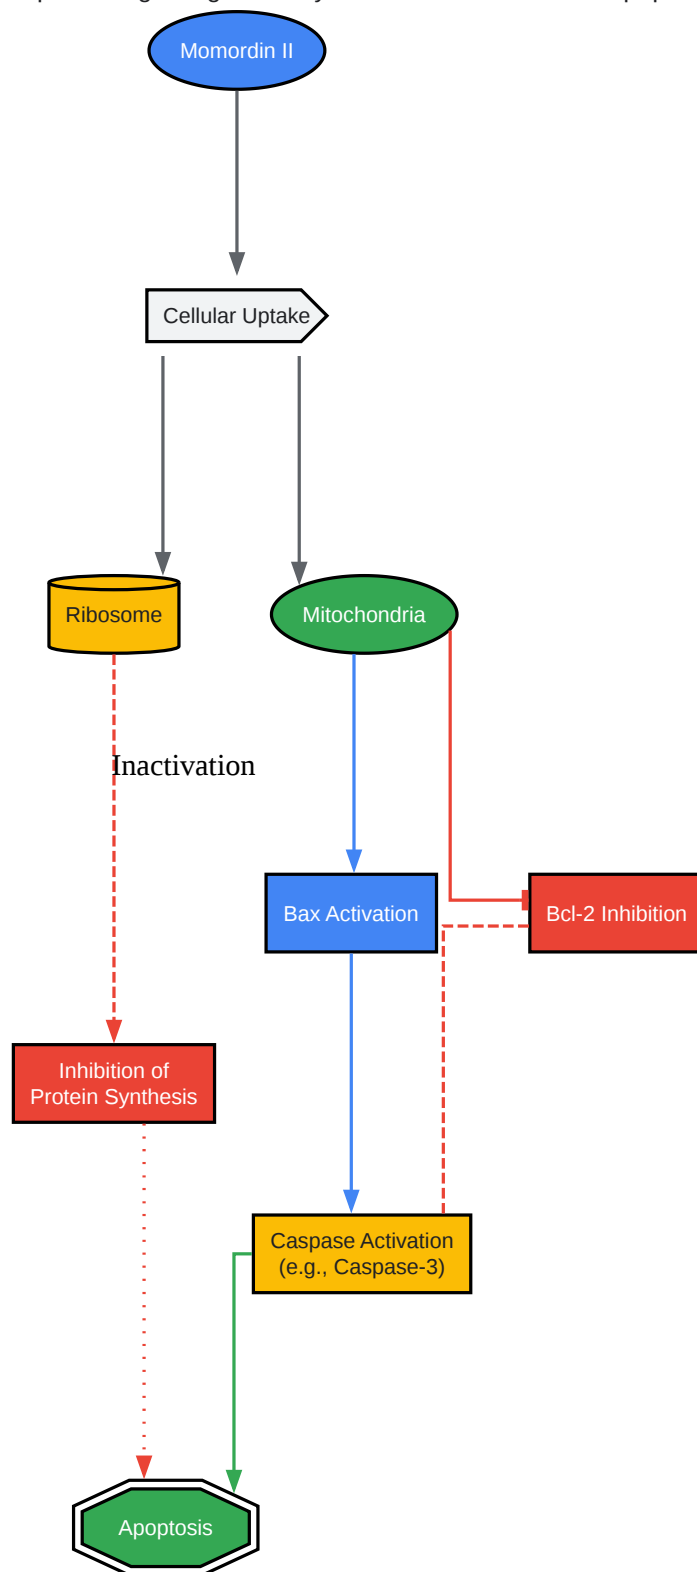 Momordin II
Cellular Uptake
Ribosome
Mitochondria
Inactivation
Bax Activation
Bcl-2 Inhibition
Inhibition of
Protein Synthesis
Caspase Activation
(e.g., Caspase-3)
Apoptosis